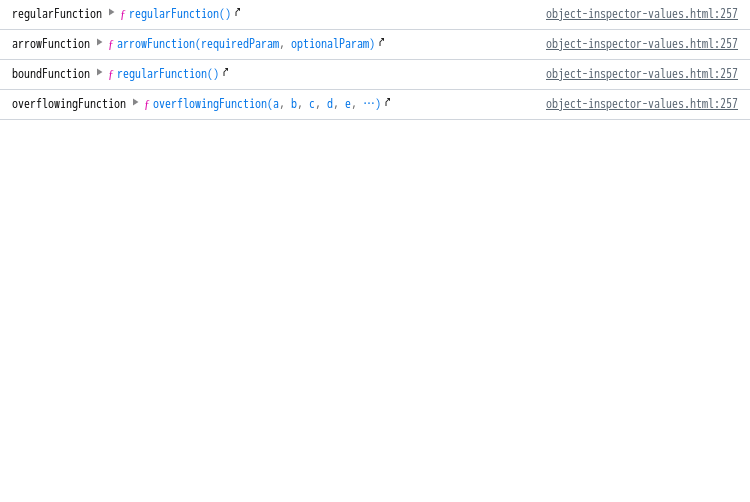 regularFunction ▶ ƒ regularFunction() object-inspector-values.html:257
arrowFunction ▶ ƒ arrowFunction(requiredParam, optionalParam) object-inspector-values.html:257
boundFunction ▶ ƒ regularFunction() object-inspector-values.html:257
overflowingFunction ▶ ƒ overflowingFunction(a, b, c, d, e, …) object-inspector-values.html:257